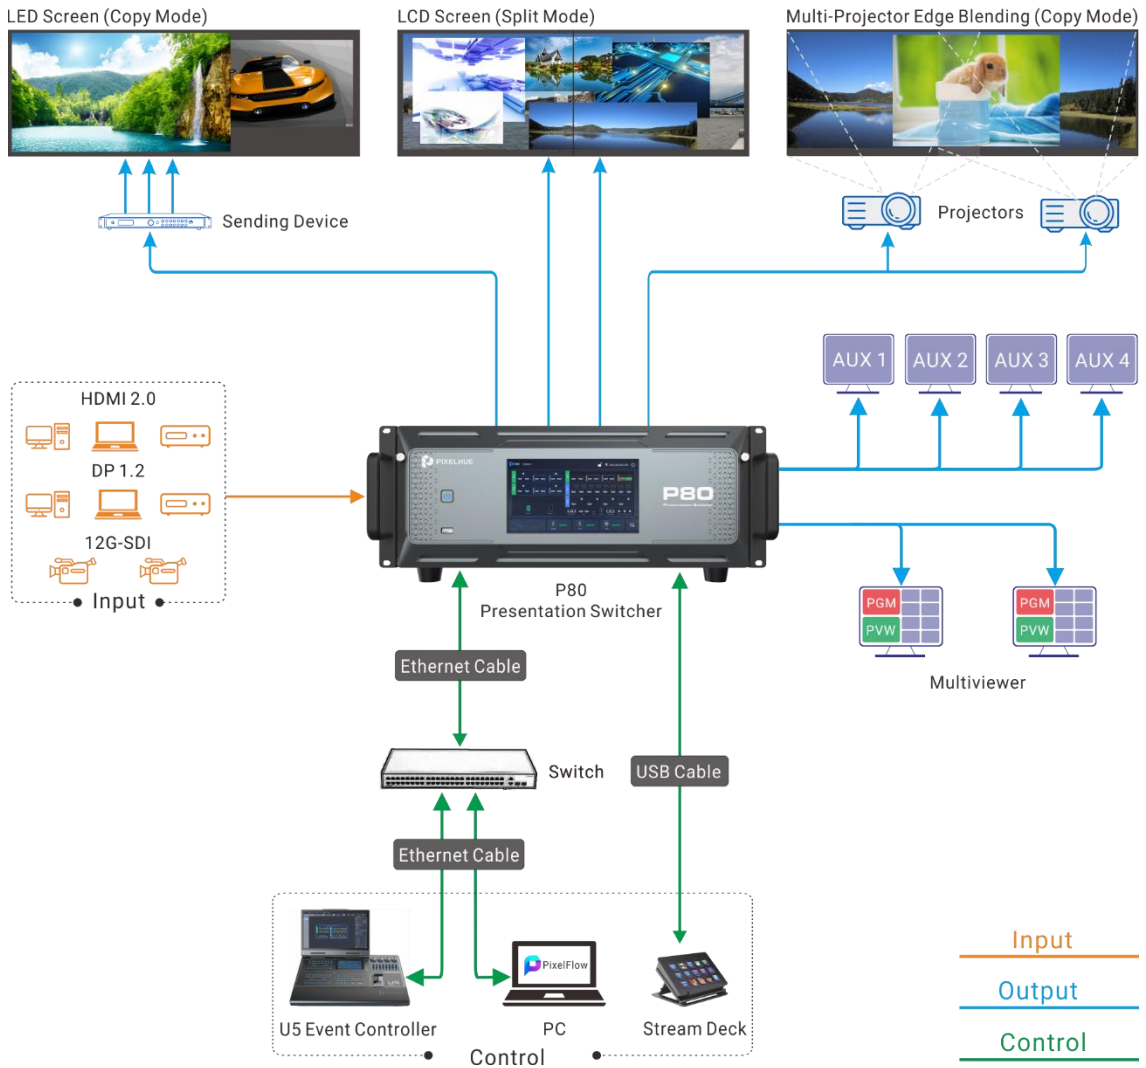 LED Screen (Copy Mode)
LCD Screen (Split Mode)
Multi-Projector Edge Blending (Copy Mode)
Sending Device
Projectors
AUX 1
AUX 2
AUX 3
AUX 4
HDMI 2.0
DP 1.2
12G-SDI
Input
PIXELHUE
P80
P80
Presentation Switcher
PGM
PVW
PGM
PVW
Multiviewer
Ethernet Cable
Switch
USB Cable
Ethernet Cable
PixelFlow
U5
U5 Event Controller
PC
Stream Deck
Control
Input
Output
Control